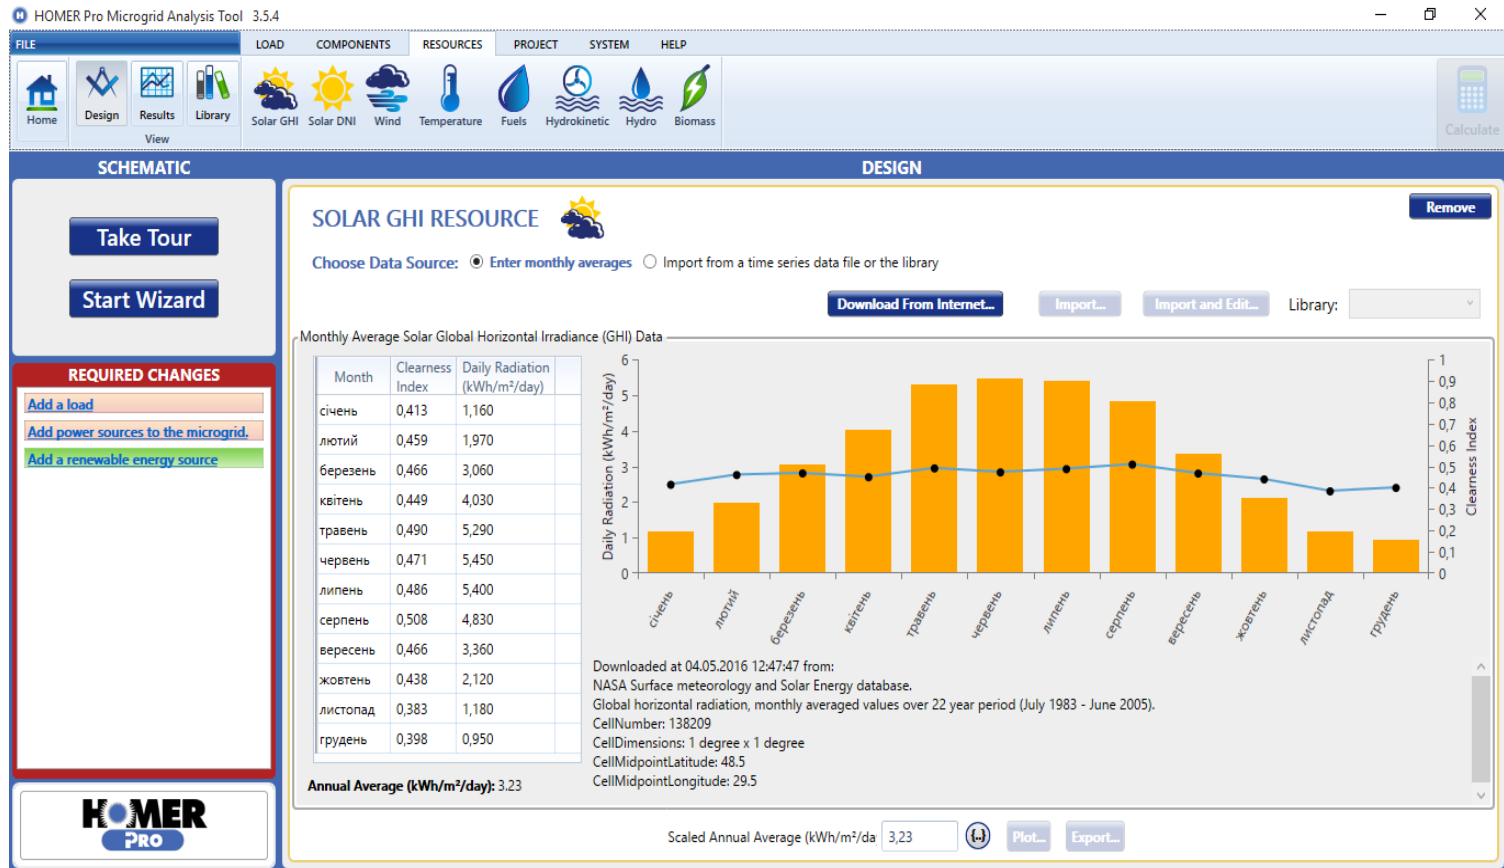 HOMER Pro Microgrid Analysis Tool 3.5.4
FILE LOAD COMPONENTS RESOURCES PROJECT SYSTEM HELP
Home Design Results Library Solar GHI Solar DNI Wind Temperature Fuels Hydrokinetic Hydro Biomass Calculate
View
SCHEMATIC
Take Tour
Start Wizard
REQUIRED CHANGES
Add a load
Add power sources to the microgrid.
Add a renewable energy source
HOMER
PRO
DESIGN
SOLAR GHI RESOURCE
Remove
Choose Data Source: Enter monthly averages Import from a time series data file or the library
Download From Internet... Import... Import and Edit... Library:
Monthly Average Solar Global Horizontal Irradiance (GHI) Data
Month Clearness Index Daily Radiation (kWh/m²/day)
січень 0,413 1,160
лютий 0,459 1,970
березень 0,466 3,060
квітень 0,449 4,030
травень 0,490 5,290
червень 0,471 5,450
липень 0,486 5,400
серпень 0,508 4,830
вересень 0,466 3,360
жовтень 0,438 2,120
листопад 0,383 1,180
грудень 0,398 0,950
Annual Average (kWh/m²/day): 3.23
Daily Radiation (kWh/m²/day)
6
5
4
3
2
1
0
1
0,9
0,8
0,7
0,6
0,5
0,4
0,3
0,2
0,1
0
Clearness Index
січень лютий березень квітень травень червень липень серпень вересень жовтень листопад грудень
Downloaded at 04.05.2016 12:47:47 from:
NASA Surface meteorology and Solar Energy database.
Global horizontal radiation, monthly averaged values over 22 year period (July 1983 - June 2005).
CellNumber: 138209
CellDimensions: 1 degree x 1 degree
CellMidpointLatitude: 48.5
CellMidpointLongitude: 29.5
Scaled Annual Average (kWh/m²/da 3,23 {..} Plot... Export...